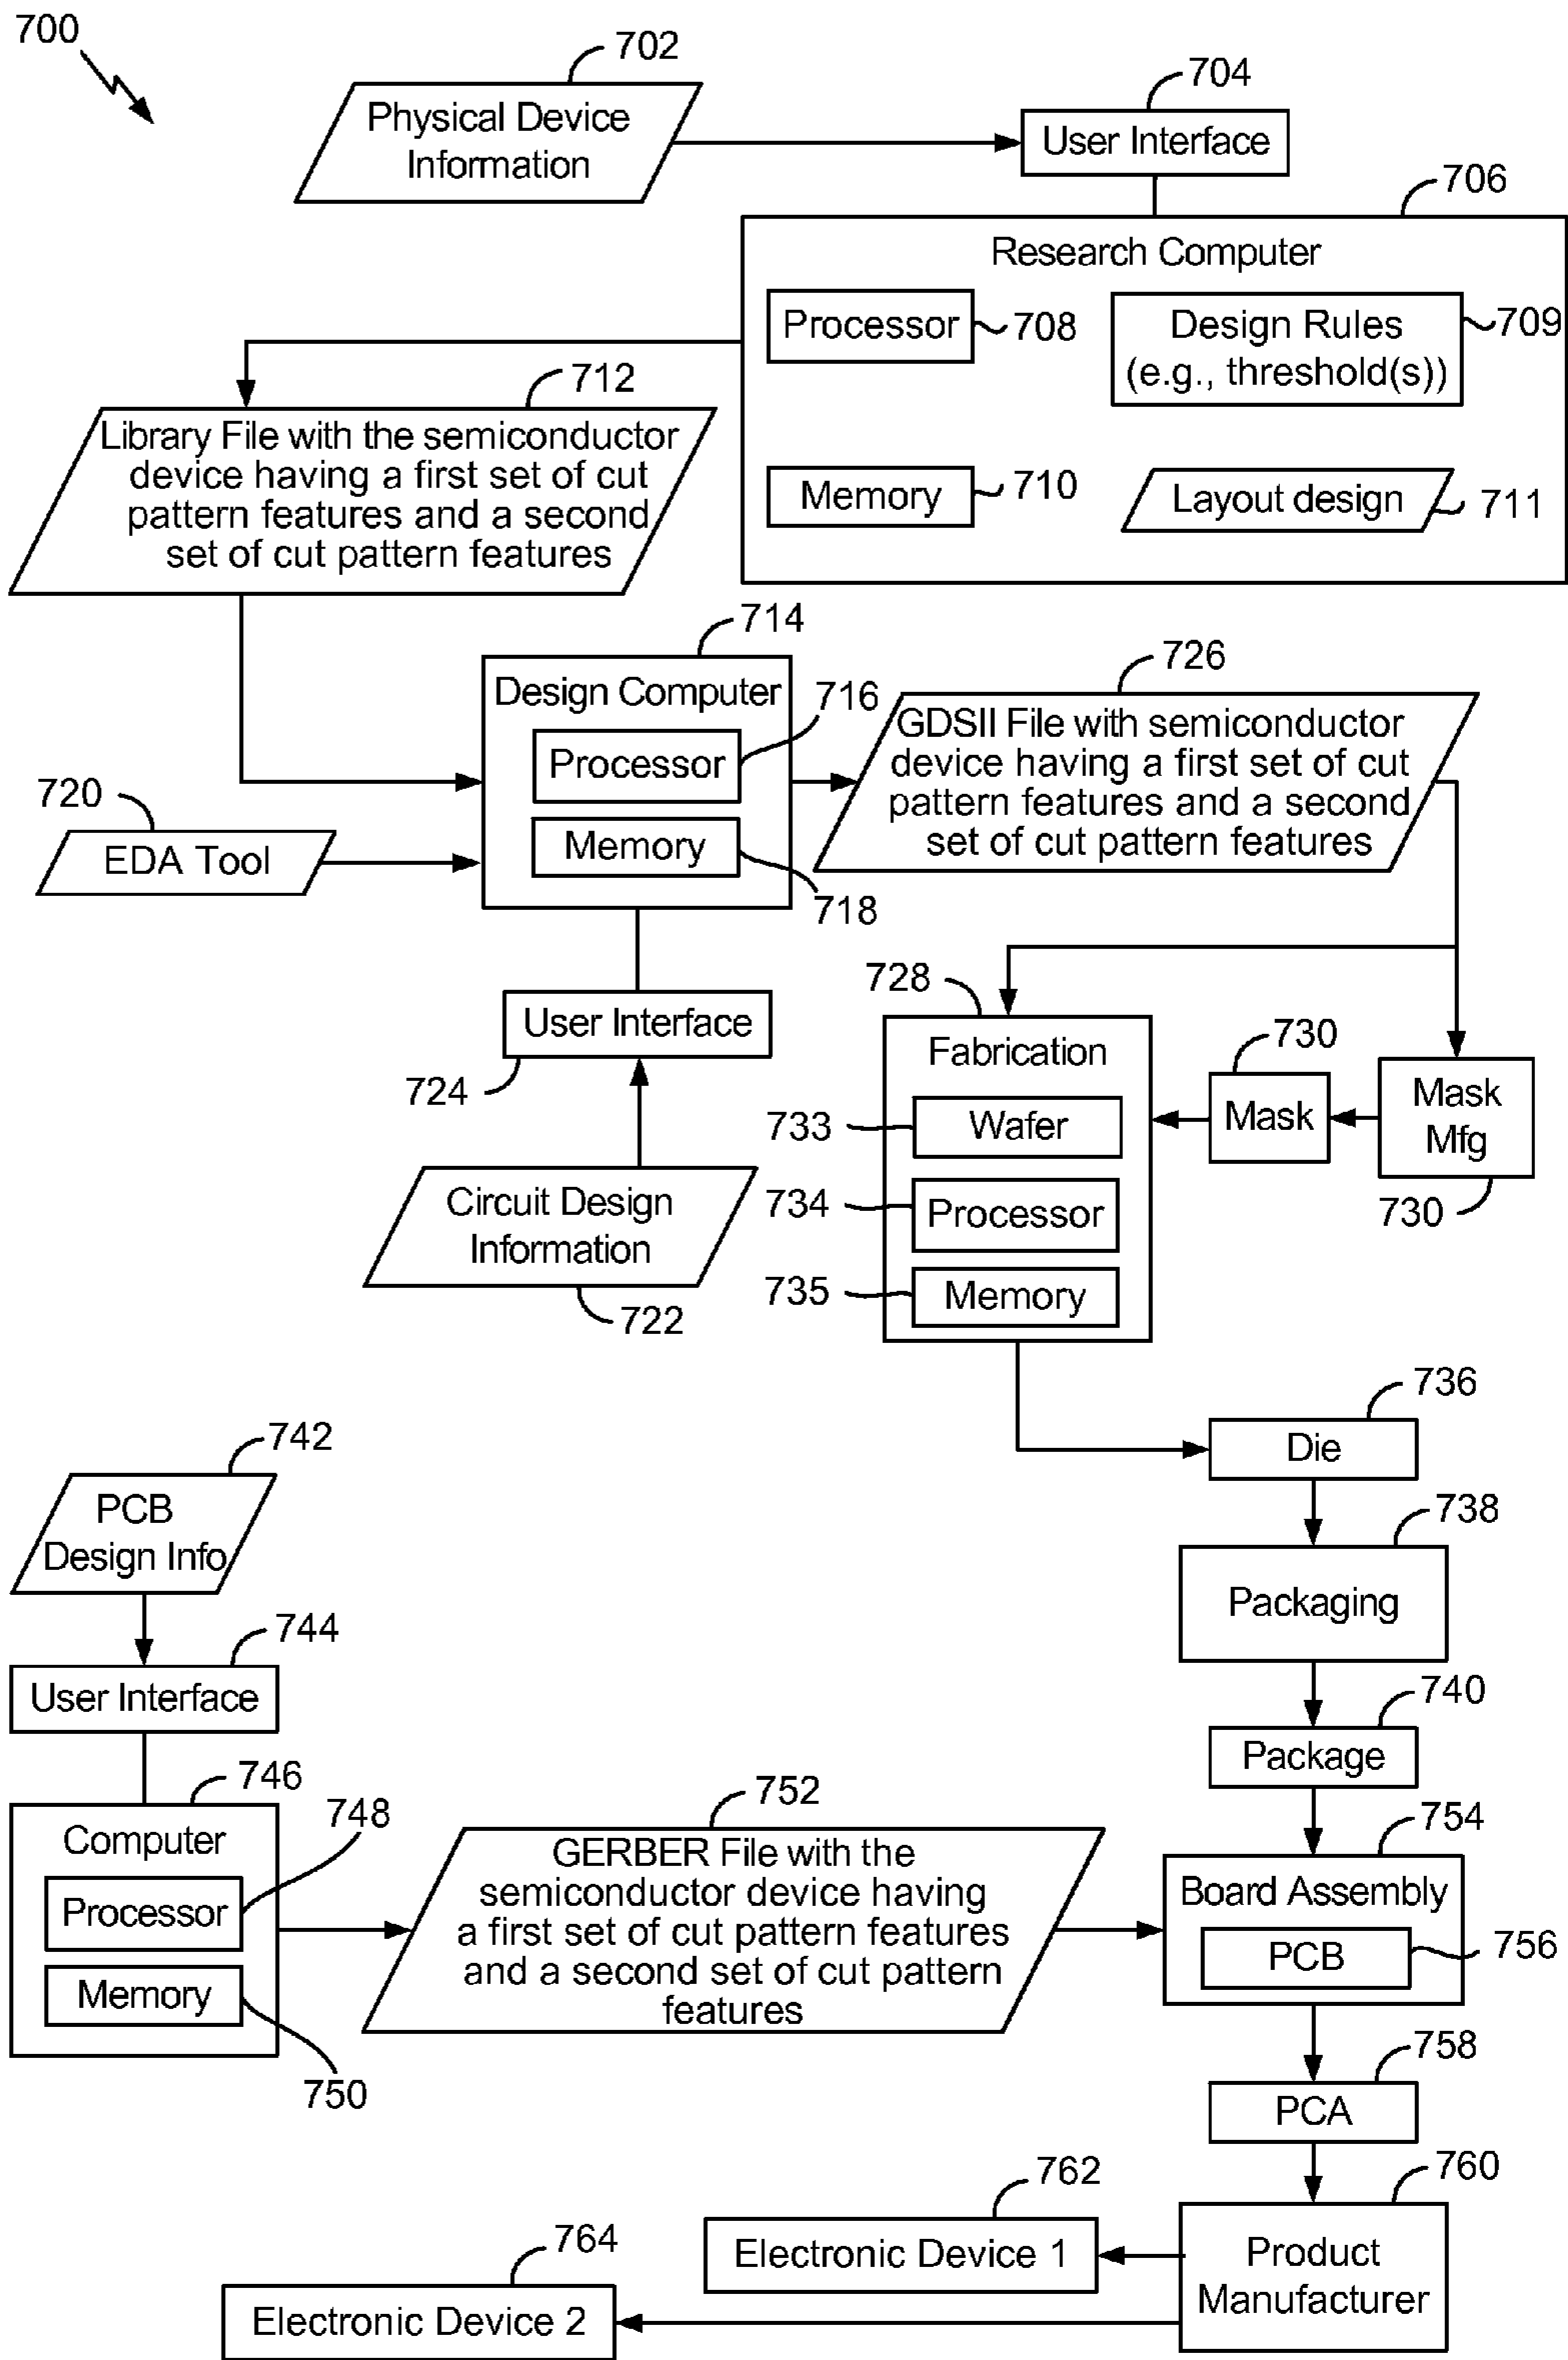 700
702
Physical Device
Information
704
User Interface
706
Research Computer
Processor
708
Design Rules
(e.g., threshold(s))
709
Memory
710
Layout design
711
712
Library File with the semiconductor
device having a first set of cut
pattern features and a second
set of cut pattern features
714
Design Computer
716
Processor
Memory
718
720
EDA Tool
726
GDSII File with semiconductor
device having a first set of cut
pattern features and a second
set of cut pattern features
User Interface
724
Circuit Design
Information
722
728
Fabrication
733
Wafer
734
Processor
735
Memory
730
Mask
Mask
Mfg
730
736
Die
738
Packaging
740
Package
742
PCB
Design Info
744
User Interface
746
Computer
748
Processor
Memory
750
752
GERBER File with the
semiconductor device having
a first set of cut pattern features
and a second set of cut pattern
features
754
Board Assembly
PCB
756
758
PCA
760
Product
Manufacturer
762
Electronic Device 1
764
Electronic Device 2